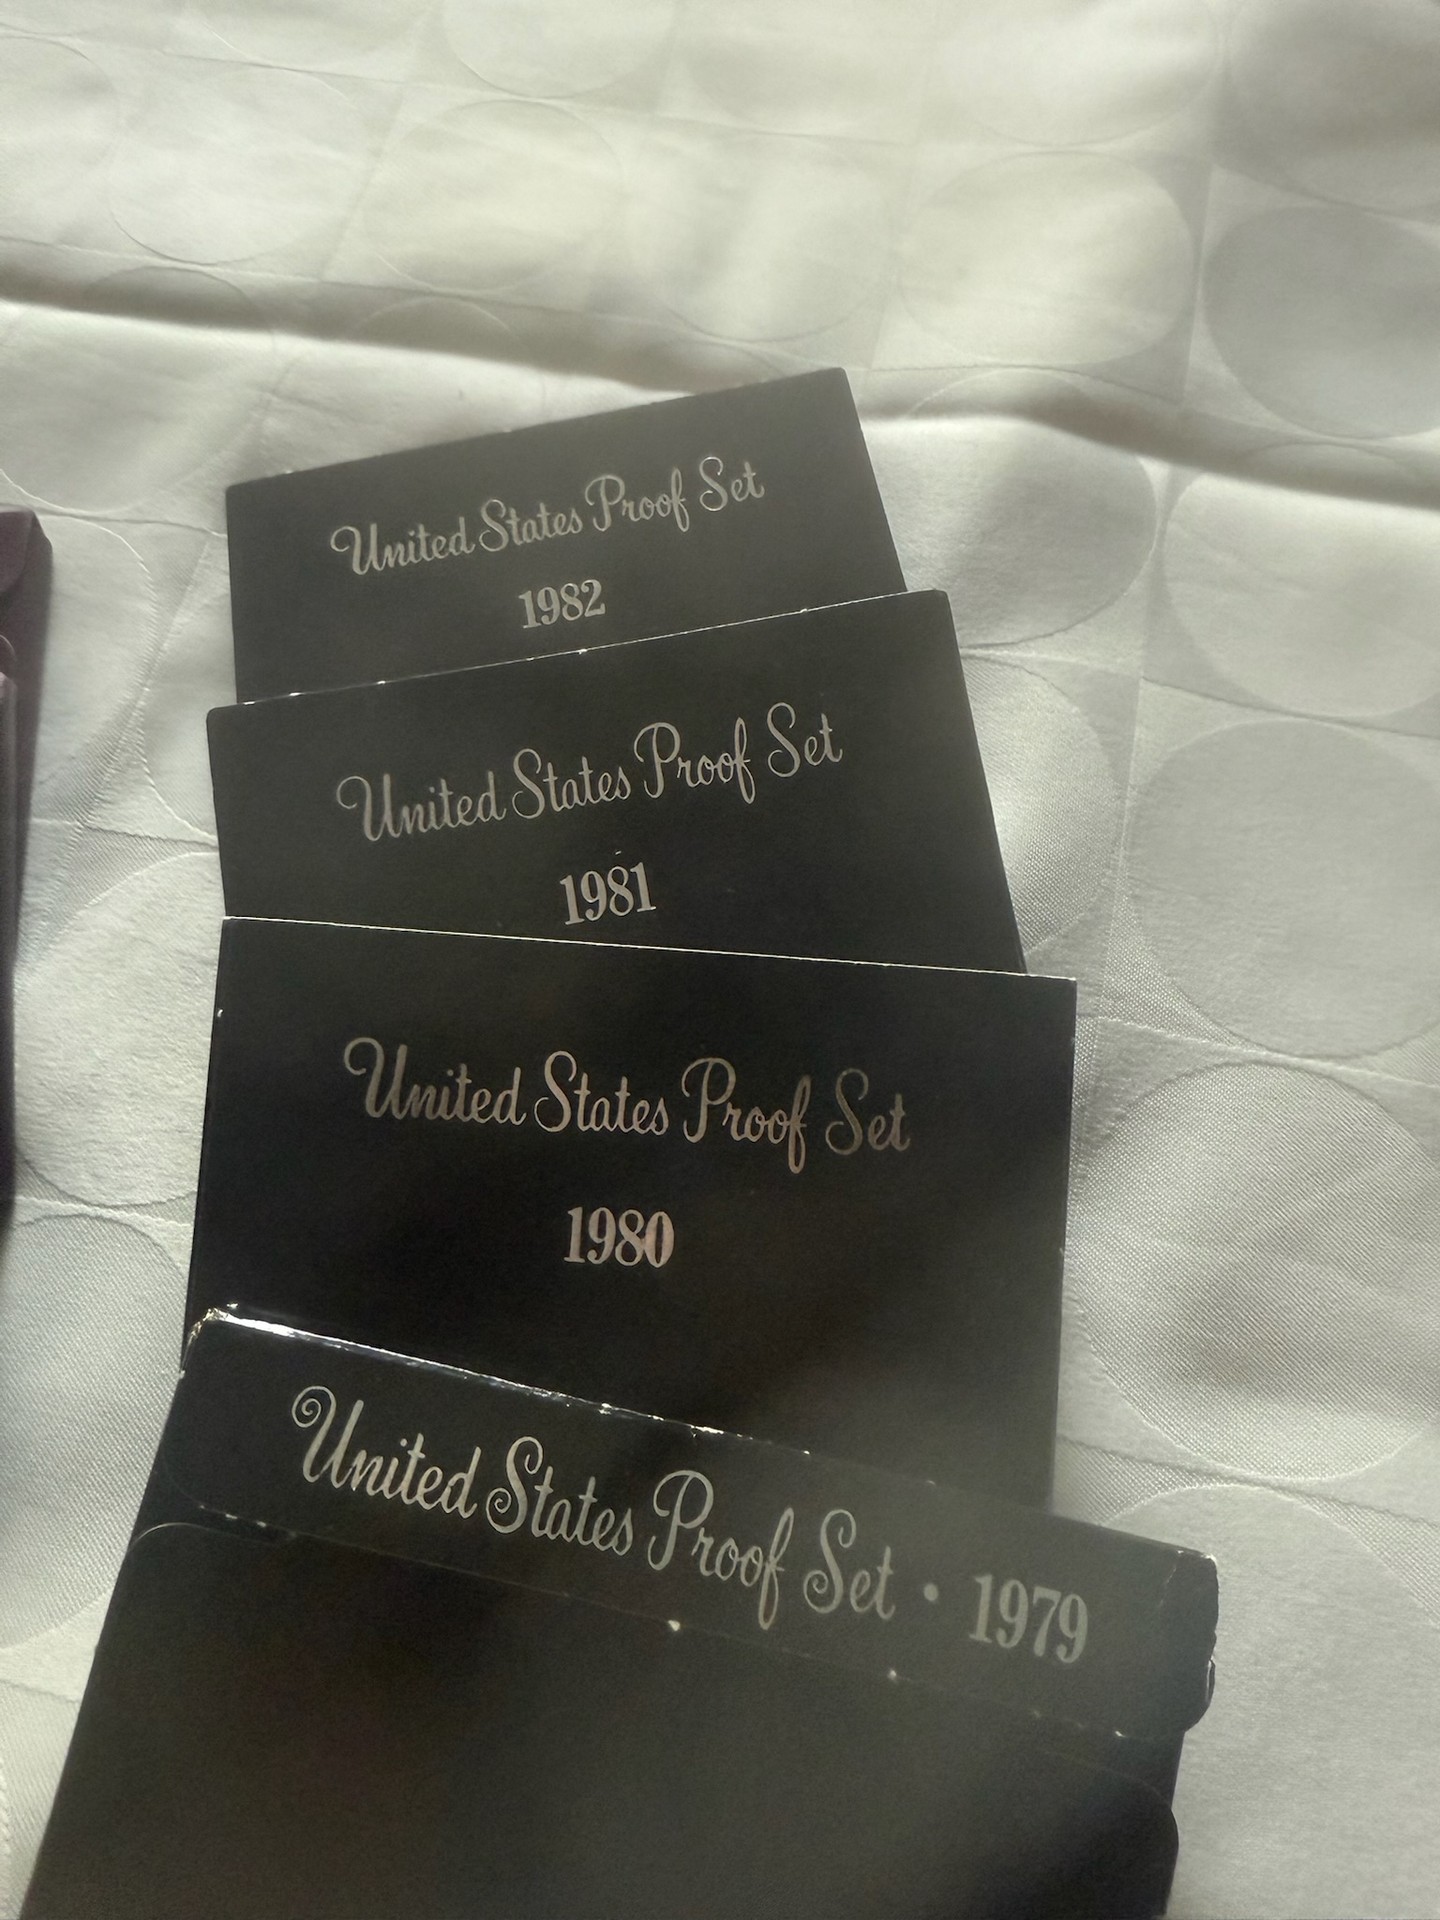 United States Proof Set
1982
United States Proof Set
1981
United States Proof Set
1980
United States Proof Set • 1979